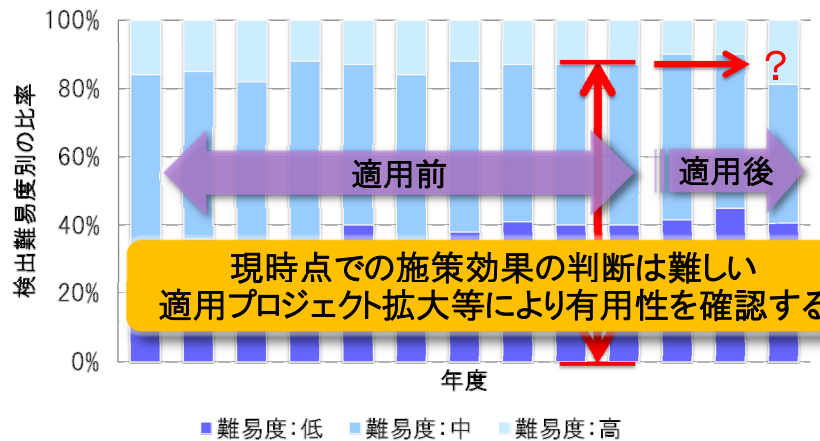 検出難易度別の比率
100%
80%
60%
40%
20%
0%
?
適用前
適用後
現時点での施策効果の判断は難しい
適用プロジェクト拡大等により有用性を確認する
年度
難易度:低
難易度:中
難易度:高